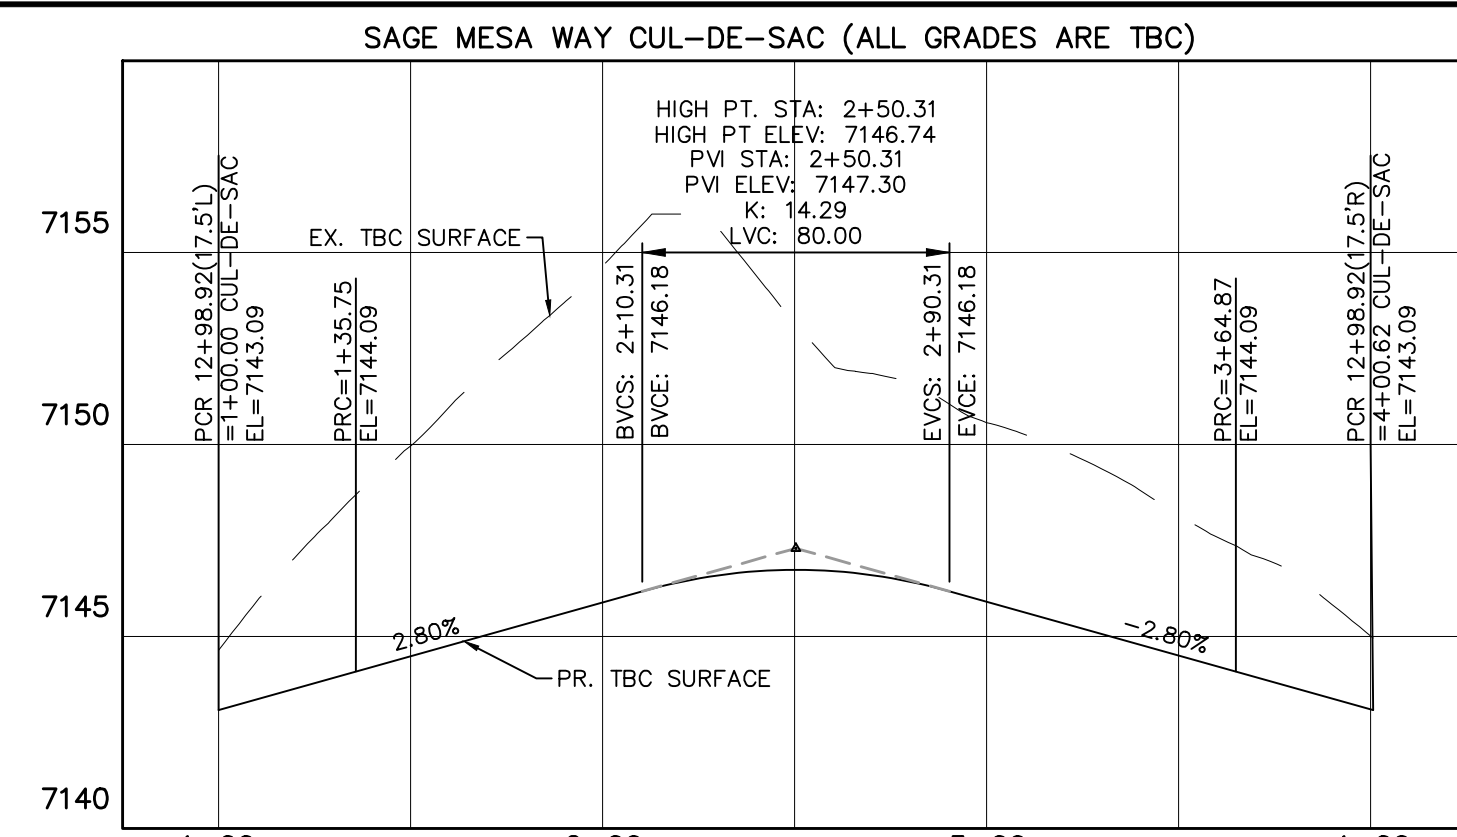 SAGE MESA WAY CUL-DE-SAC (ALL GRADES ARE TBC)
HIGH PT. STA: 2+50.31
HIGH PT ELEV: 7146.74
PVI STA: 2+50.31
PVI ELEV: 7147.30
K: 14.29
LVC: 80.00
EX. TBC SURFACE
PCR 12+98.92(17.5'L)
=1+00.00 CUL-DE-SAC
EL=7143.09
PRC=1+35.75
EL=7144.09
BVCS: 2+10.31
BVCE: 7146.18
EVCS: 2+90.31
EVCE: 7146.18
PRC=3+64.87
EL=7144.09
PCR 12+98.92(17.5'R)
=4+00.62 CUL-DE-SAC
EL=7143.09
7155
7150
7145
7140
2.80%
-2.80%
PR. TBC SURFACE